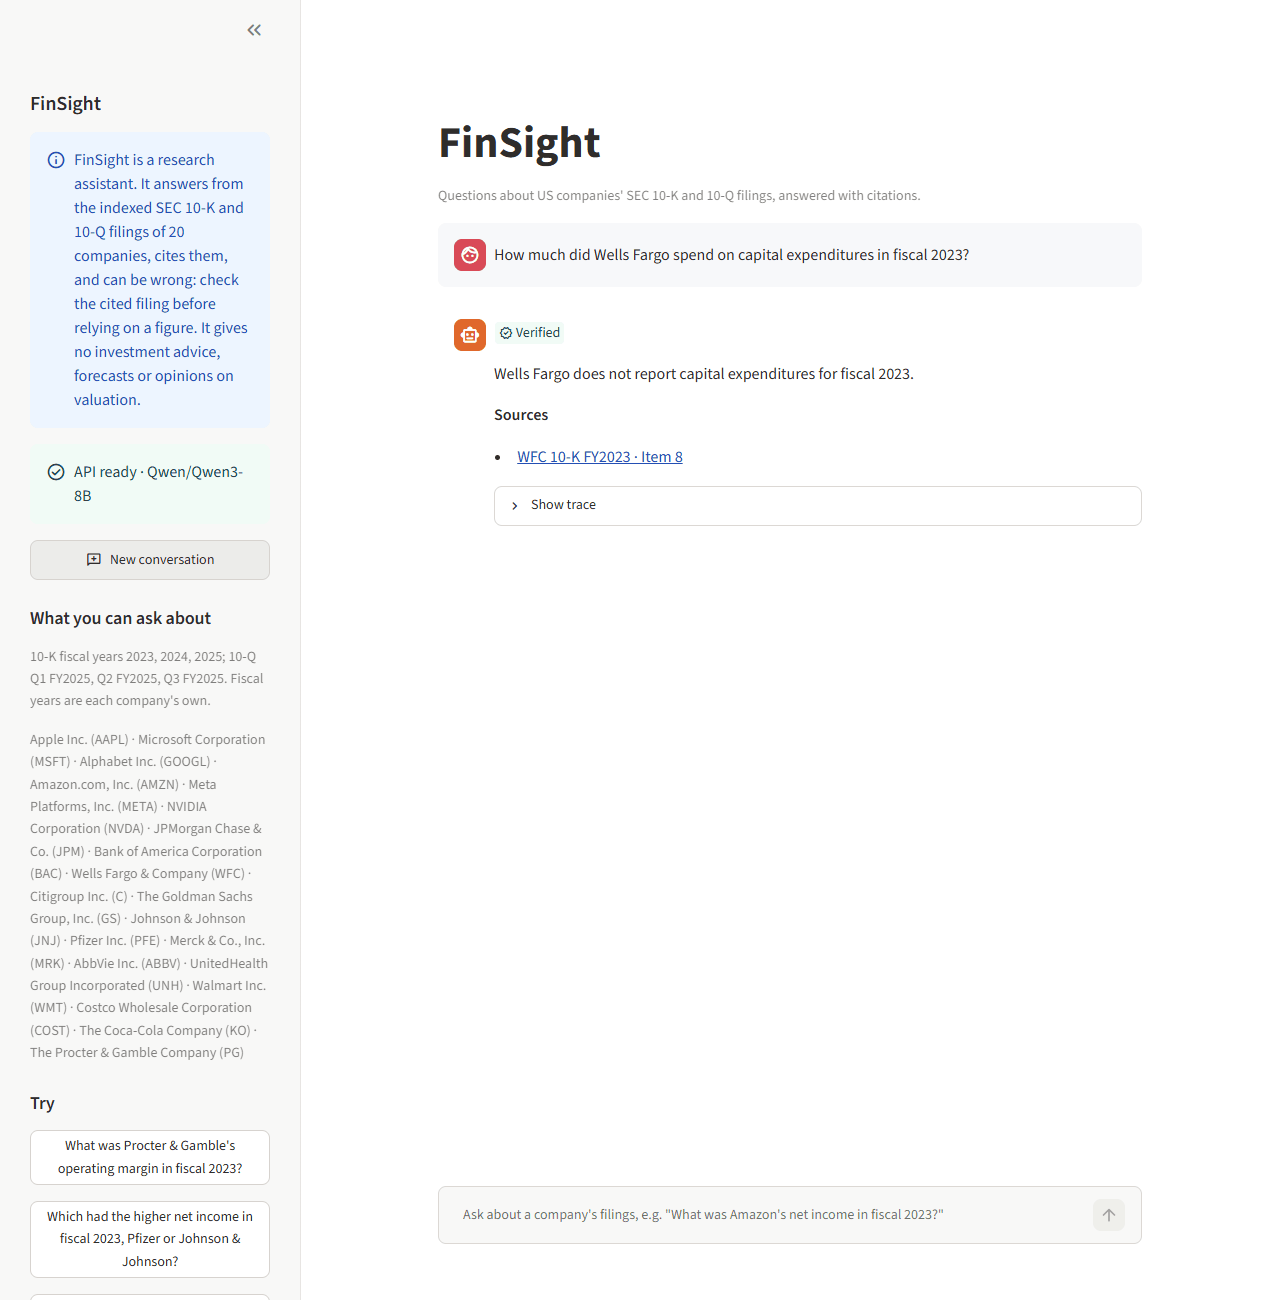 FinSight
FinSight is a research
assistant. It answers from
the indexed SEC 10-K and
10-Q filings of 20
companies, cites them,
and can be wrong: check
the cited filing before
relying on a figure. It gives
no investment advice,
forecasts or opinions on
valuation.
API ready · Qwen/Qwen3-
8B
New conversation
What you can ask about
10-K fiscal years 2023, 2024, 2025; 10-Q
Q1 FY2025, Q2 FY2025, Q3 FY2025. Fiscal
years are each company's own.
Apple Inc. (AAPL) · Microsoft Corporation
(MSFT) · Alphabet Inc. (GOOGL) ·
Amazon.com, Inc. (AMZN) · Meta
Platforms, Inc. (META) · NVIDIA
Corporation (NVDA) · JPMorgan Chase &
Co. (JPM) · Bank of America Corporation
(BAC) · Wells Fargo & Company (WFC) ·
Citigroup Inc. (C) · The Goldman Sachs
Group, Inc. (GS) · Johnson & Johnson
(JNJ) · Pfizer Inc. (PFE) · Merck & Co., Inc.
(MRK) · AbbVie Inc. (ABBV) · UnitedHealth
Group Incorporated (UNH) · Walmart Inc.
(WMT) · Costco Wholesale Corporation
(COST) · The Coca-Cola Company (KO) ·
The Procter & Gamble Company (PG)
Try
What was Procter & Gamble's
operating margin in fiscal 2023?
Which had the higher net income in
fiscal 2023, Pfizer or Johnson &
Johnson?
FinSight
Questions about US companies' SEC 10-K and 10-Q filings, answered with citations.
How much did Wells Fargo spend on capital expenditures in fiscal 2023?
Verified
Wells Fargo does not report capital expenditures for fiscal 2023.
Sources
• WFC 10-K FY2023 · Item 8
Show trace
Ask about a company's filings, e.g. "What was Amazon's net income in fiscal 2023?"